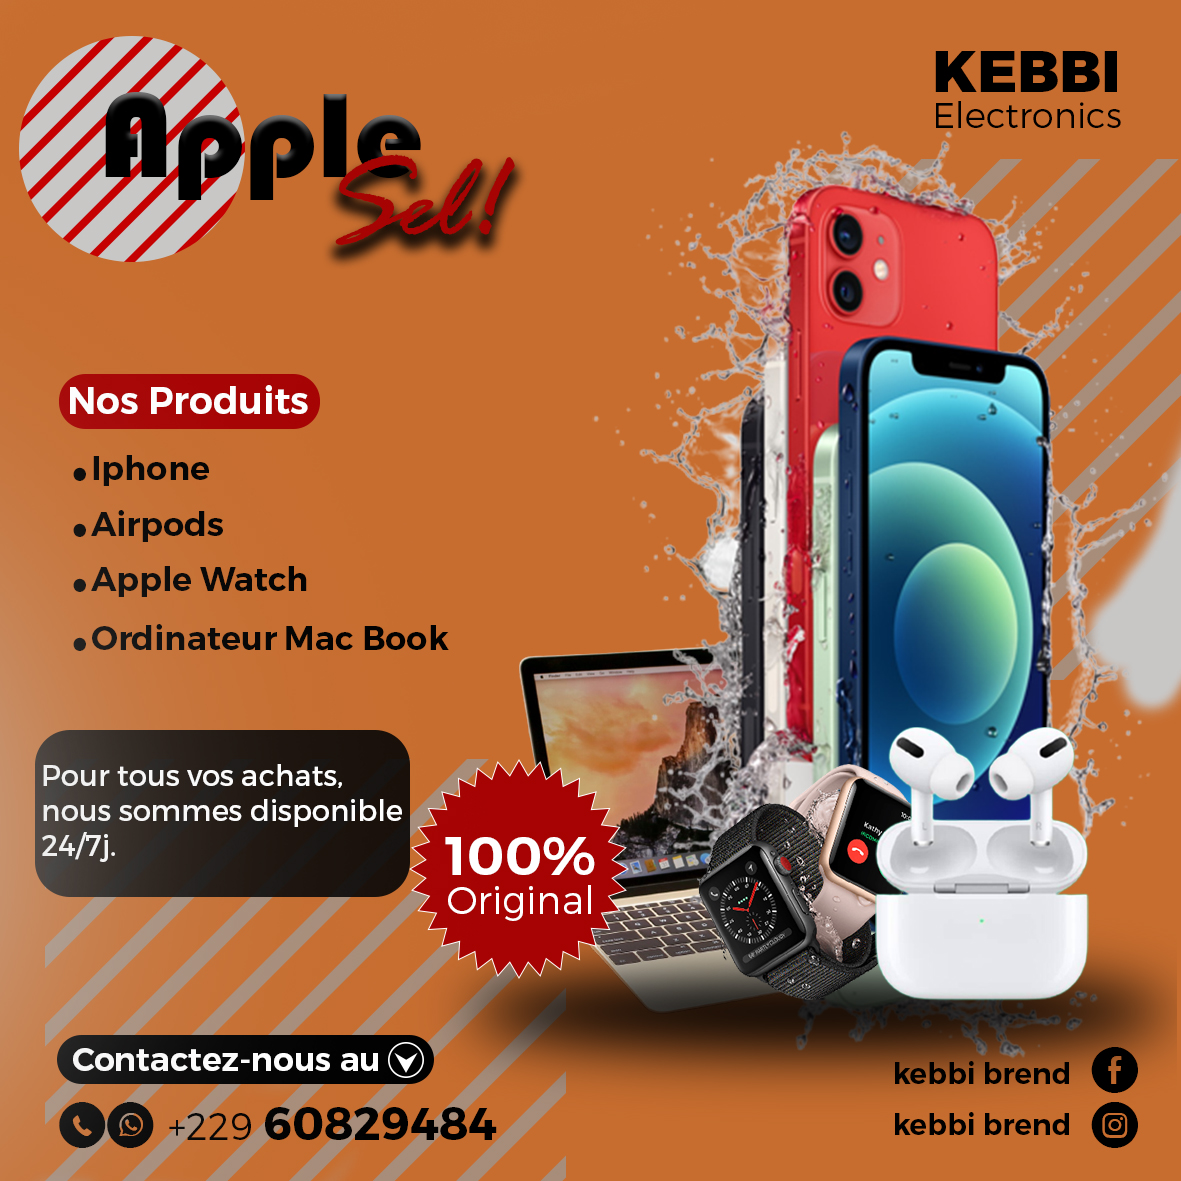 Apple
Sel!
KEBBI
Electronics
Nos Produits
• Iphone
• Airpods
• Apple Watch
• Ordinateur Mac Book
Pour tous vos achats,
nous sommes disponible
24/7j.
100%
Original
Kathy
Contactez-nous au
+229 60829484
kebbi brend
kebbi brend